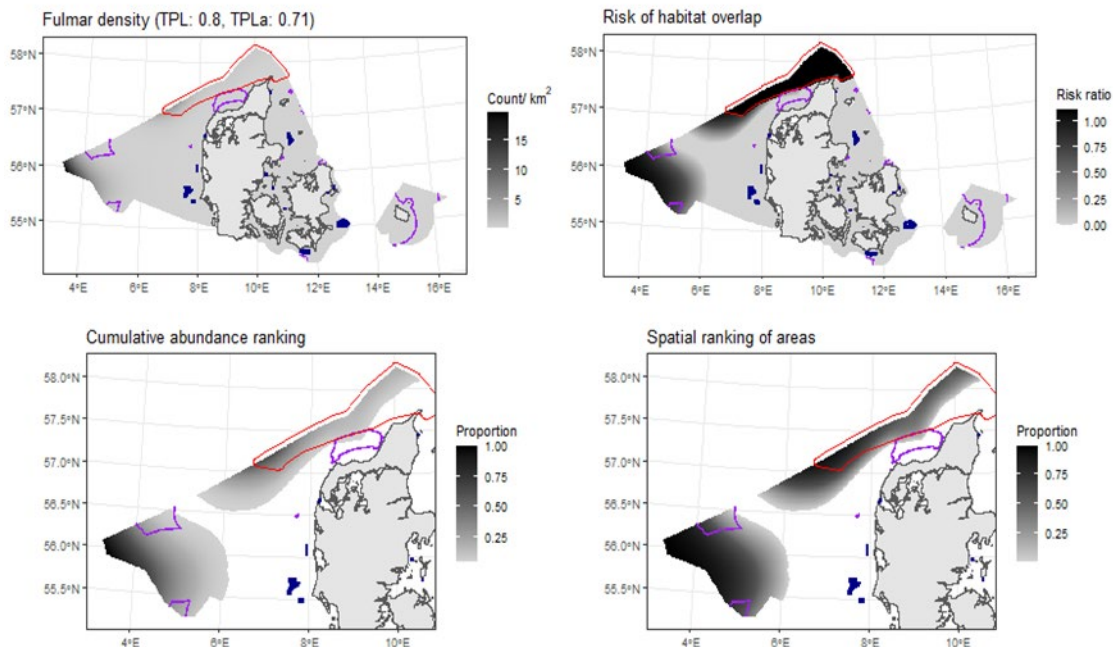 Fulmar density (TPL: 0.8, TPLa: 0.71)
58°N
57°N
56°N
55°N
4°E 6°E 8°E 10°E 12°E 14°E 16°E
Count/ km²
15
10
5
Risk of habitat overlap
58°N
57°N
56°N
55°N
4°E 6°E 8°E 10°E 12°E 14°E 16°E
Risk ratio
1.00
0.75
0.50
0.25
0.00
Cumulative abundance ranking
58.0°N
57.5°N
57.0°N
56.5°N
56.0°N
55.5°N
4°E 6°E 8°E 10°E
Proportion
1.00
0.75
0.50
0.25
Spatial ranking of areas
58.0°N
57.5°N
57.0°N
56.5°N
56.0°N
55.5°N
4°E 6°E 8°E 10°E
Proportion
1.00
0.75
0.50
0.25